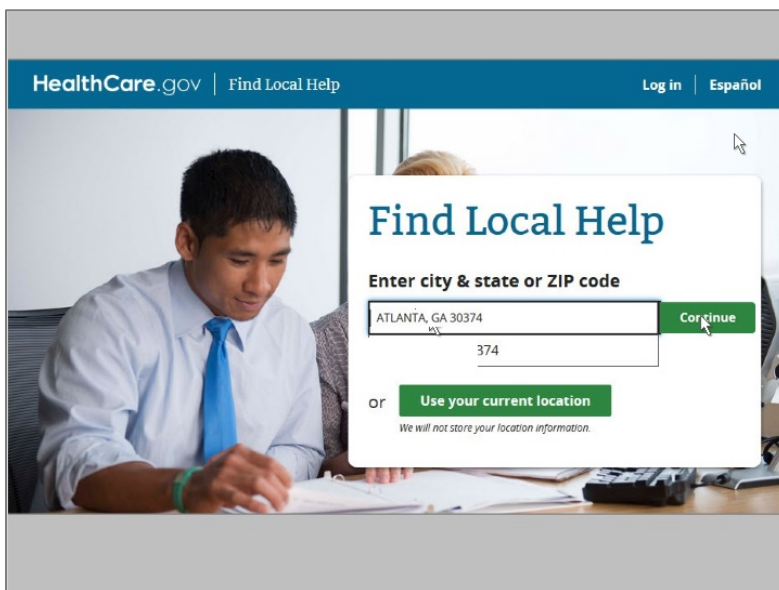 HealthCare.gov | Find Local Help
Log in | Español
Find Local Help
Enter city & state or ZIP code
ATLANTA, GA 30374
Continue
374
or
Use your current location
We will not store your location information.